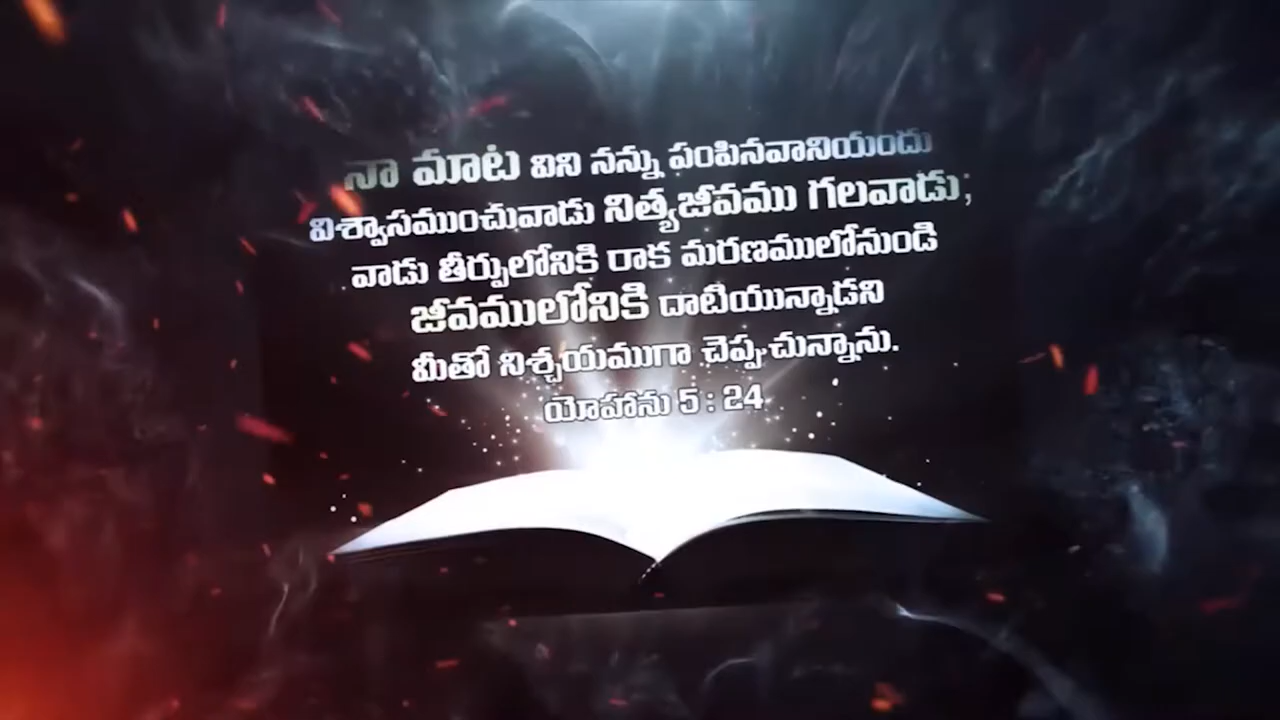 నా మాట విని నన్ను పంపినవానియందు
విశ్వాసముంచువాడు నిత్యజీవము గలవాడు;
వాడు తీర్పులోనికి రాక మరణములోనుండి
జీవములోనికి దాటియున్నాడని
మీతో నిశ్చయముగా చెప్పుచున్నాను.
యోహాను 5 : 24